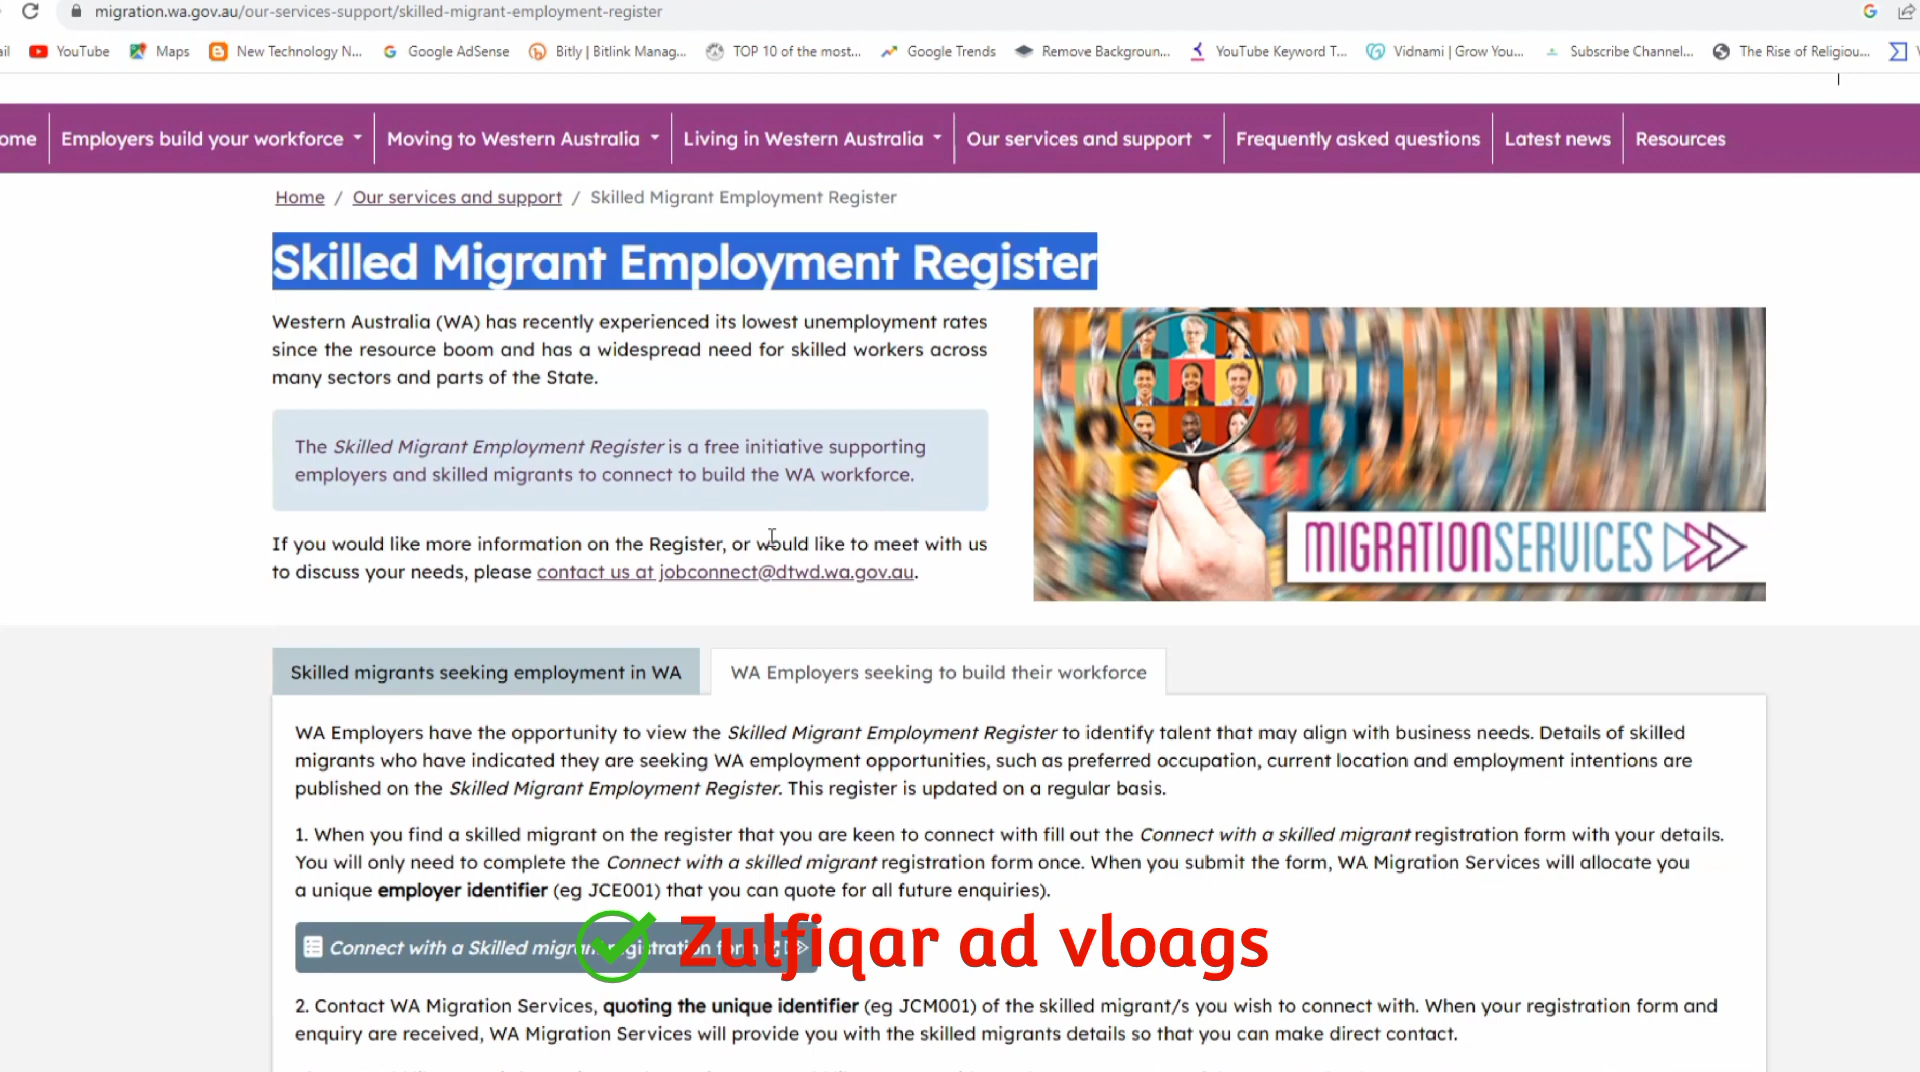 migration.wa.gov.au/our-services-support/skilled-migrant-employment-register
ail YouTube Maps New Technology N... Google AdSense Bitly | Bitlink Manag... TOP 10 of the most... Google Trends Remove Backgroun... YouTube Keyword T... Vidnami | Grow You... Subscribe Channel... The Rise of Religiou...
ome Employers build your workforce Moving to Western Australia Living in Western Australia Our services and support Frequently asked questions Latest news Resources
Home / Our services and support / Skilled Migrant Employment Register
Skilled Migrant Employment Register
Western Australia (WA) has recently experienced its lowest unemployment rates
since the resource boom and has a widespread need for skilled workers across
many sectors and parts of the State.
The Skilled Migrant Employment Register is a free initiative supporting
employers and skilled migrants to connect to build the WA workforce.
If you would like more information on the Register, or would like to meet with us
to discuss your needs, please contact us at jobconnect@dtwd.wa.gov.au.
MIGRATIONSERVICES
Skilled migrants seeking employment in WA WA Employers seeking to build their workforce
WA Employers have the opportunity to view the Skilled Migrant Employment Register to identify talent that may align with business needs. Details of skilled
migrants who have indicated they are seeking WA employment opportunities, such as preferred occupation, current location and employment intentions are
published on the Skilled Migrant Employment Register. This register is updated on a regular basis.
1. When you find a skilled migrant on the register that you are keen to connect with fill out the Connect with a skilled migrant registration form with your details.
You will only need to complete the Connect with a skilled migrant registration form once. When you submit the form, WA Migration Services will allocate you
a unique employer identifier (eg JCE001) that you can quote for all future enquiries).
Connect with a Skilled migrant registration form
Zulfiqar ad vloags
2. Contact WA Migration Services, quoting the unique identifier (eg JCM001) of the skilled migrant/s you wish to connect with. When your registration form and
enquiry are received, WA Migration Services will provide you with the skilled migrants details so that you can make direct contact.